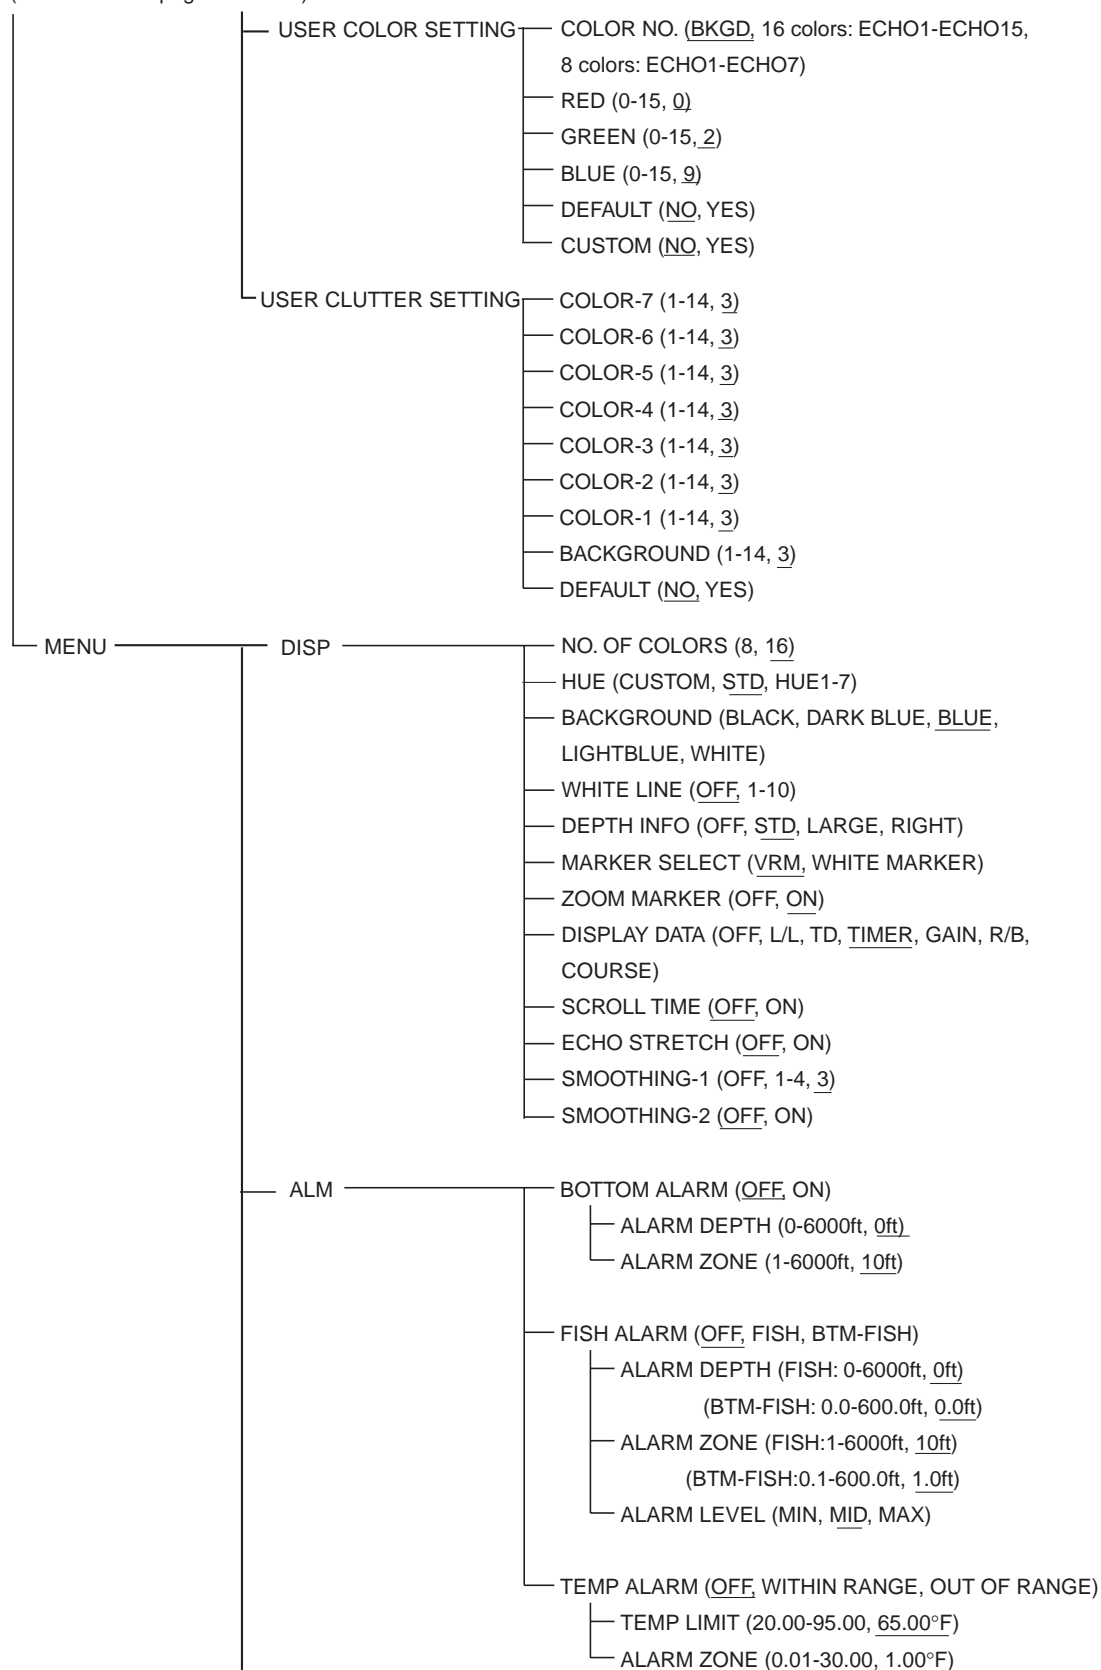 USER COLOR SETTING COLOR NO. (BKGD, 16 colors: ECHO1-ECHO15,
8 colors: ECHO1-ECHO7)
RED (0-15, 0)
GREEN (0-15, 2)
BLUE (0-15, 9)
DEFAULT (NO, YES)
CUSTOM (NO, YES)
USER CLUTTER SETTING COLOR-7 (1-14, 3)
COLOR-6 (1-14, 3)
COLOR-5 (1-14, 3)
COLOR-4 (1-14, 3)
COLOR-3 (1-14, 3)
COLOR-2 (1-14, 3)
COLOR-1 (1-14, 3)
BACKGROUND (1-14, 3)
DEFAULT (NO, YES)
MENU DISP NO. OF COLORS (8, 16)
HUE (CUSTOM, STD, HUE1-7)
BACKGROUND (BLACK, DARK BLUE, BLUE,
LIGHTBLUE, WHITE)
WHITE LINE (OFF, 1-10)
DEPTH INFO (OFF, STD, LARGE, RIGHT)
MARKER SELECT (VRM, WHITE MARKER)
ZOOM MARKER (OFF, ON)
DISPLAY DATA (OFF, L/L, TD, TIMER, GAIN, R/B,
COURSE)
SCROLL TIME (OFF, ON)
ECHO STRETCH (OFF, ON)
SMOOTHING-1 (OFF, 1-4, 3)
SMOOTHING-2 (OFF, ON)
ALM BOTTOM ALARM (OFF, ON)
ALARM DEPTH (0-6000ft, 0ft)
ALARM ZONE (1-6000ft, 10ft)
FISH ALARM (OFF, FISH, BTM-FISH)
ALARM DEPTH (FISH: 0-6000ft, 0ft)
(BTM-FISH: 0.0-600.0ft, 0.0ft)
ALARM ZONE (FISH:1-6000ft, 10ft)
(BTM-FISH:0.1-600.0ft, 1.0ft)
ALARM LEVEL (MIN, MID, MAX)
TEMP ALARM (OFF, WITHIN RANGE, OUT OF RANGE)
TEMP LIMIT (20.00-95.00, 65.00°F)
ALARM ZONE (0.01-30.00, 1.00°F)